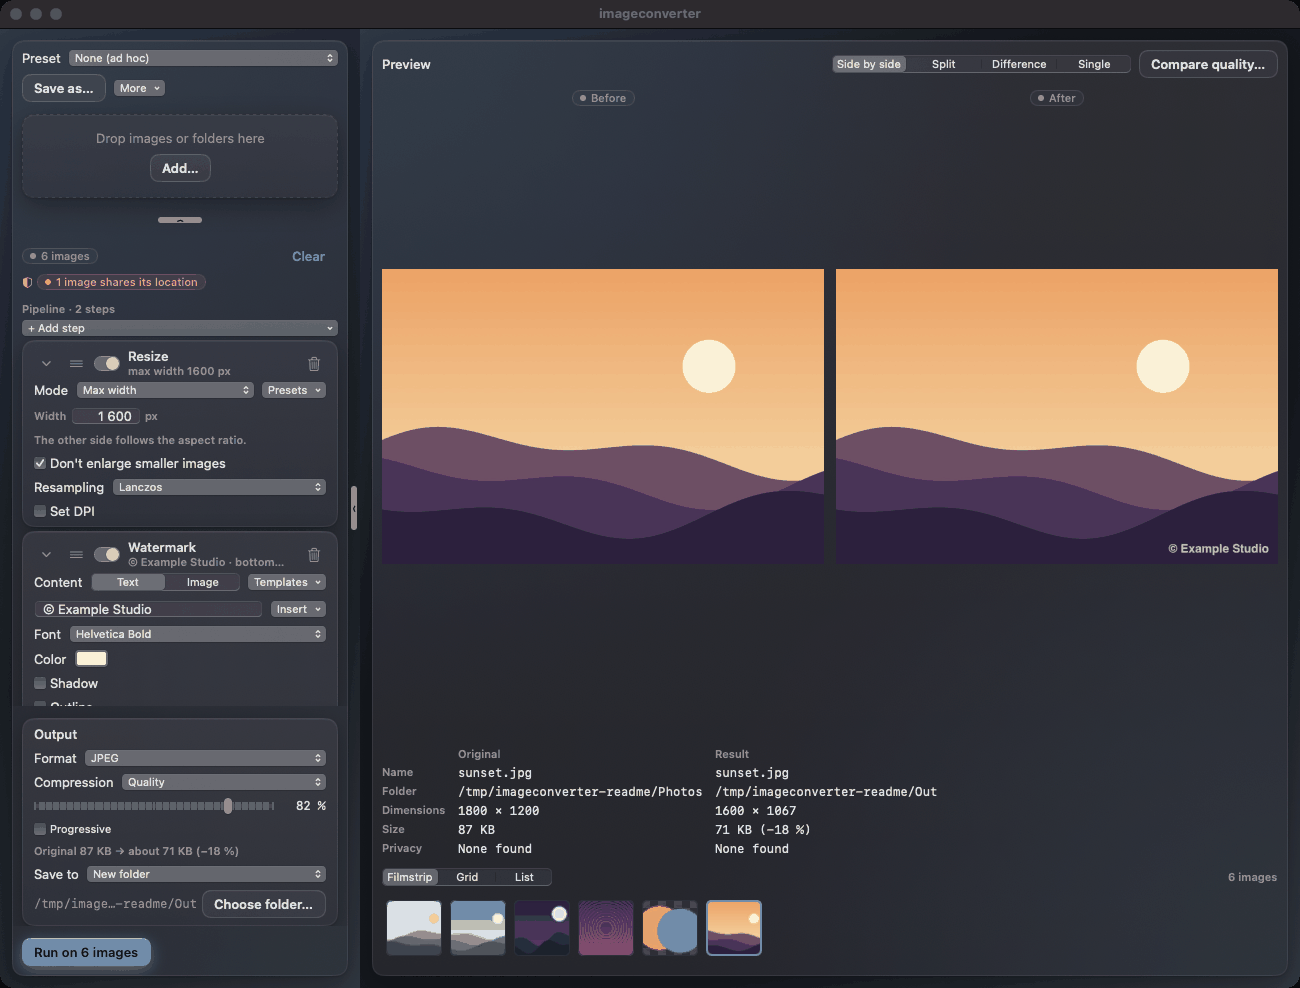 imageconverter
Preset None (ad hoc)
Save as... More
Drop images or folders here
Add...
6 images Clear
1 image shares its location
Pipeline · 2 steps
+ Add step
Resize
max width 1600 px
Mode Max width Presets
Width 1 600 px
The other side follows the aspect ratio.
Don't enlarge smaller images
Resampling Lanczos
Set DPI
Watermark
© Example Studio · bottom...
Content Text Image Templates
© Example Studio Insert
Font Helvetica Bold
Color
Shadow
Outline
Output
Format JPEG
Compression Quality
82 %
Progressive
Original 87 KB → about 71 KB (−18 %)
Save to New folder
/tmp/image…-readme/Out Choose folder...
Run on 6 images
Preview Side by side Split Difference Single Compare quality...
Before After
© Example Studio
Original Result
Name sunset.jpg sunset.jpg
Folder /tmp/imageconverter-readme/Photos /tmp/imageconverter-readme/Out
Dimensions 1800 × 1200 1600 × 1067
Size 87 KB 71 KB (−18 %)
Privacy None found None found
Filmstrip Grid List 6 images